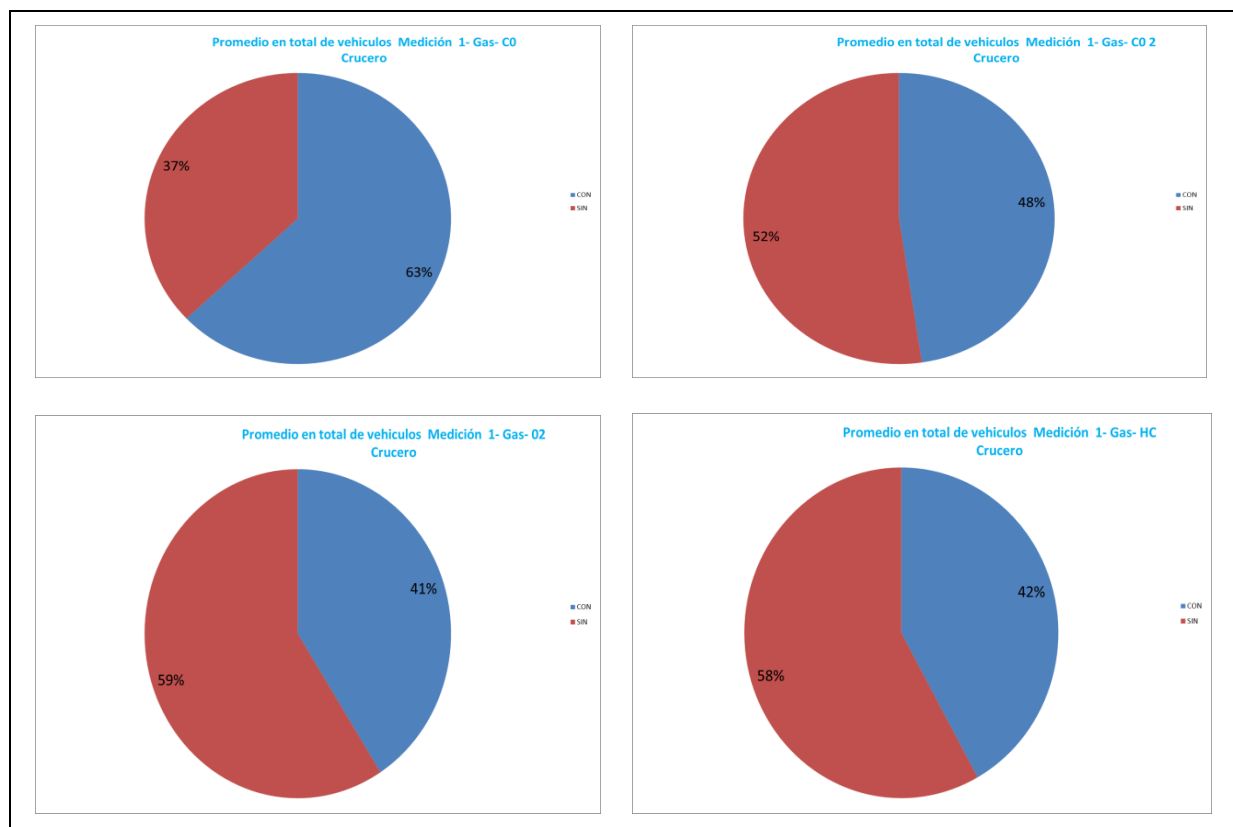 Promedio en total de vehiculos Medición 1- Gas- C0
Crucero
37%
63%
CON
SIN
Promedio en total de vehiculos Medición 1- Gas- C0 2
Crucero
48%
52%
CON
SIN
Promedio en total de vehiculos Medición 1- Gas- 02
Crucero
41%
59%
CON
SIN
Promedio en total de vehiculos Medición 1- Gas- HC
Crucero
42%
58%
CON
SIN